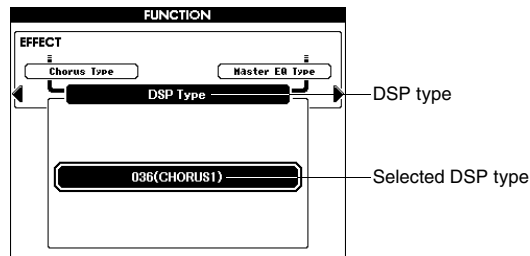 FUNCTION
EFFECT
Chorus Type
Master EQ Type
DSP Type
DSP type
036(CHORUS1)
Selected DSP type